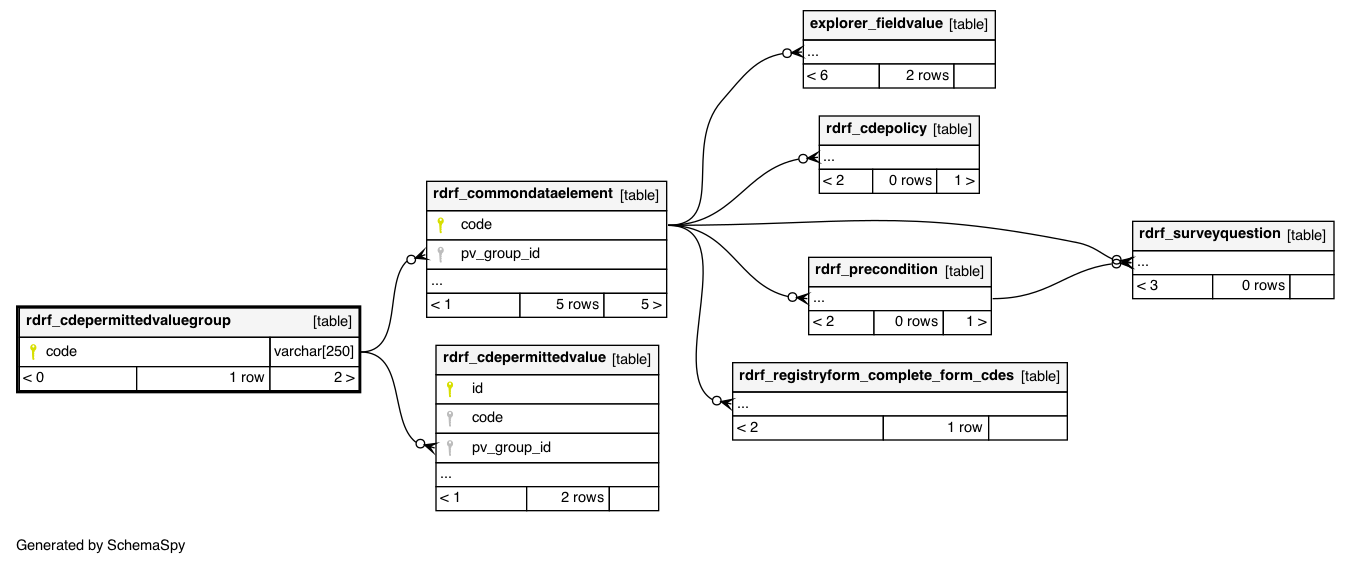 explorer_fieldvalue [table]
...
< 6 2 rows
rdrf_cdepolicy [table]
...
< 2 0 rows 1 >
rdrf_commondataelement [table]
code
pv_group_id
...
< 1 5 rows 5 >
rdrf_surveyquestion [table]
...
< 3 0 rows
rdrf_precondition [table]
...
< 2 0 rows 1 >
rdrf_cdepermittedvaluegroup [table]
code varchar[250]
< 0 1 row 2 >
rdrf_cdepermittedvalue [table]
id
code
pv_group_id
...
< 1 2 rows
rdrf_registryform_complete_form_cdes [table]
...
< 2 1 row
Generated by SchemaSpy